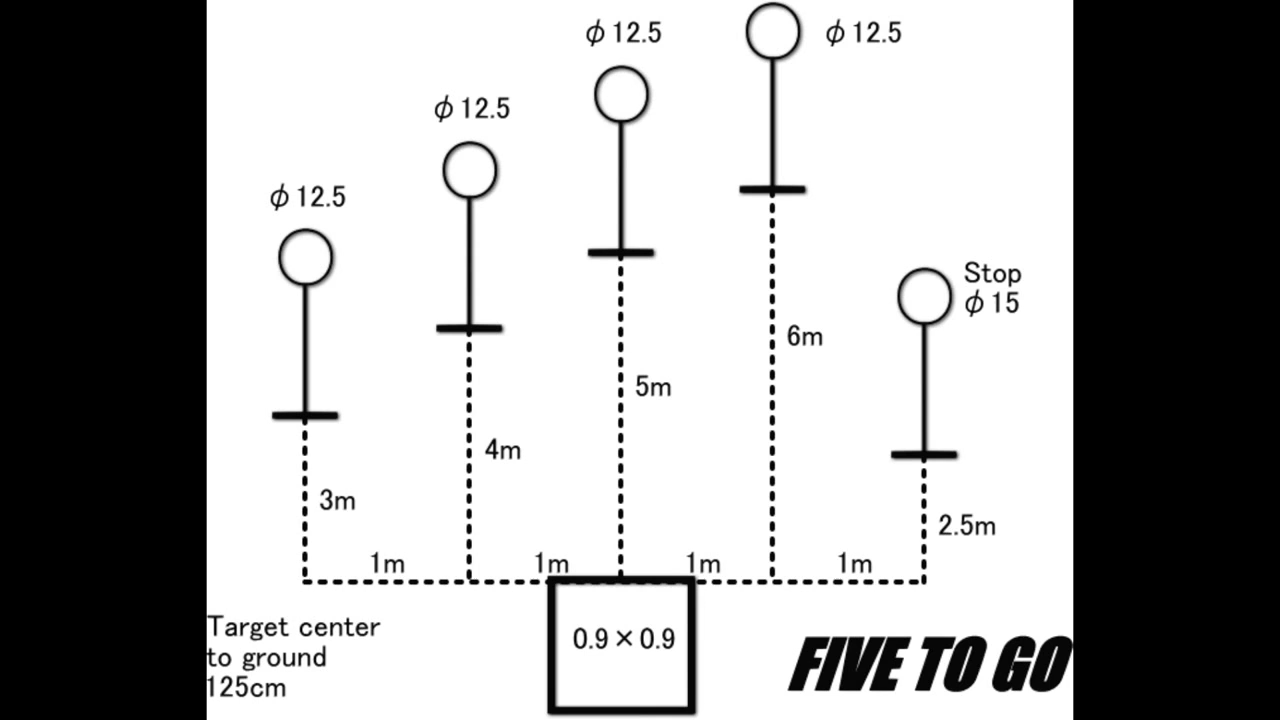 φ12.5
φ12.5
φ12.5
φ12.5
Stop
φ15
6m
5m
4m
3m
2.5m
1m
1m
1m
1m
0.9×0.9
Target center
to ground
125cm
FIVE TO GO